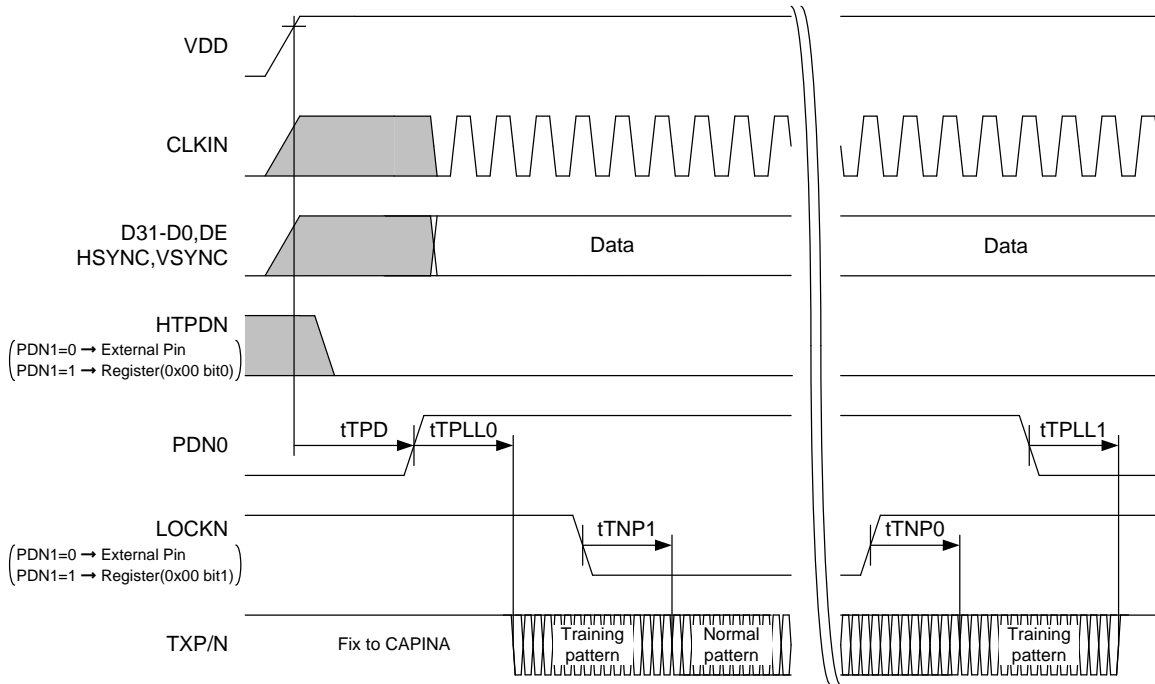 VDD
CLKIN
D31-D0,DE
HSYNC,VSYNC
Data
Data
HTPDN
PDN1=0 → External Pin
PDN1=1 → Register(0x00 bit0)
tTPD
tTPLL0
tTPLL1
PDN0
LOCKN
tTNP1
tTNP0
PDN1=0 → External Pin
PDN1=1 → Register(0x00 bit1)
TXP/N
Fix to CAPINA
Training
pattern
Normal
pattern
Training
pattern